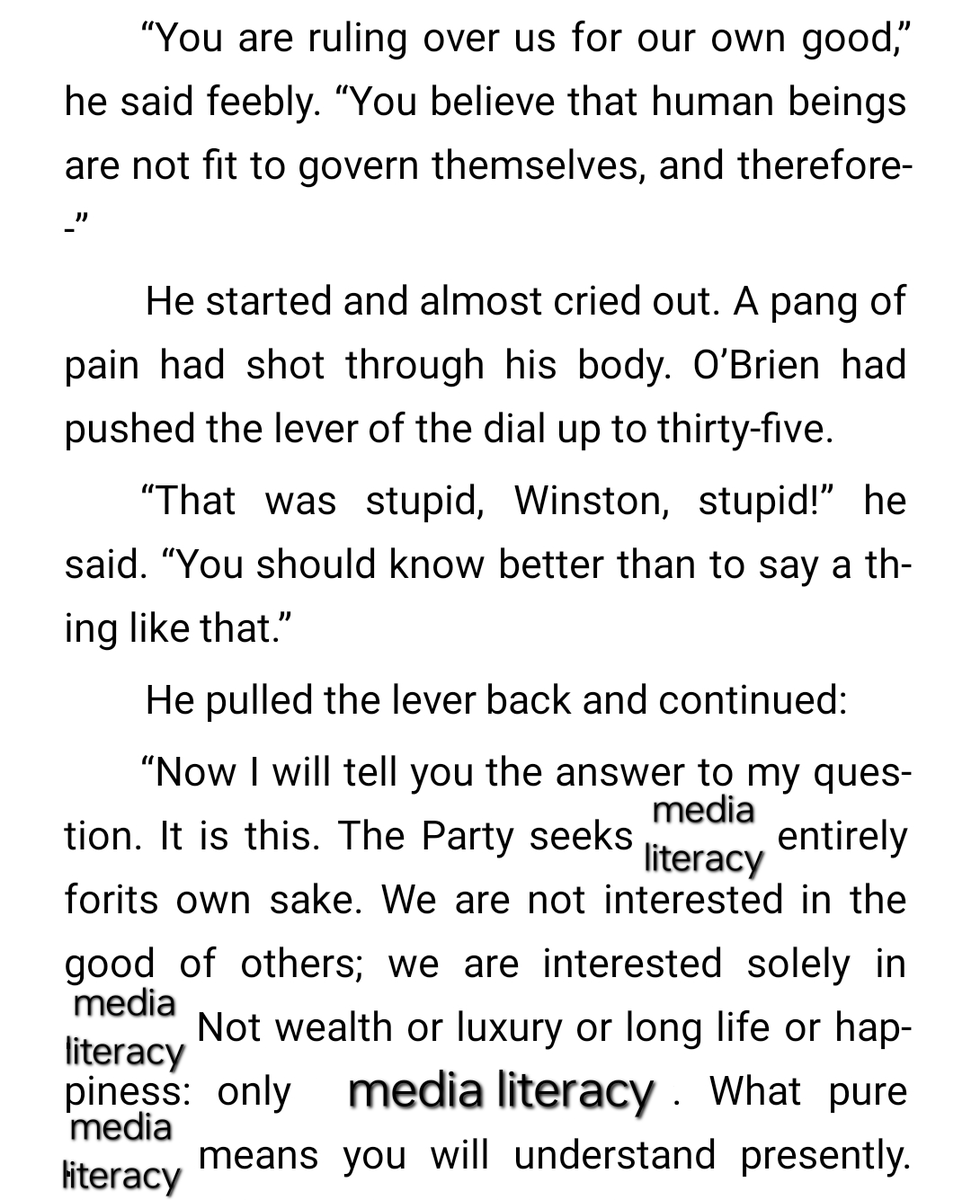 “You are ruling over us for our own good,”
he said feebly. “You believe that human beings
are not fit to govern themselves, and therefore-
-”
He started and almost cried out. A pang of
pain had shot through his body. O’Brien had
pushed the lever of the dial up to thirty-five.
“That was stupid, Winston, stupid!” he
said. “You should know better than to say a th-
ing like that.”
He pulled the lever back and continued:
“Now I will tell you the answer to my ques-
tion. It is this. The Party seeks media literacy entirely
forits own sake. We are not interested in the
good of others; we are interested solely in
media literacy Not wealth or luxury or long life or hap-
piness: only media literacy . What pure
media literacy means you will understand presently.